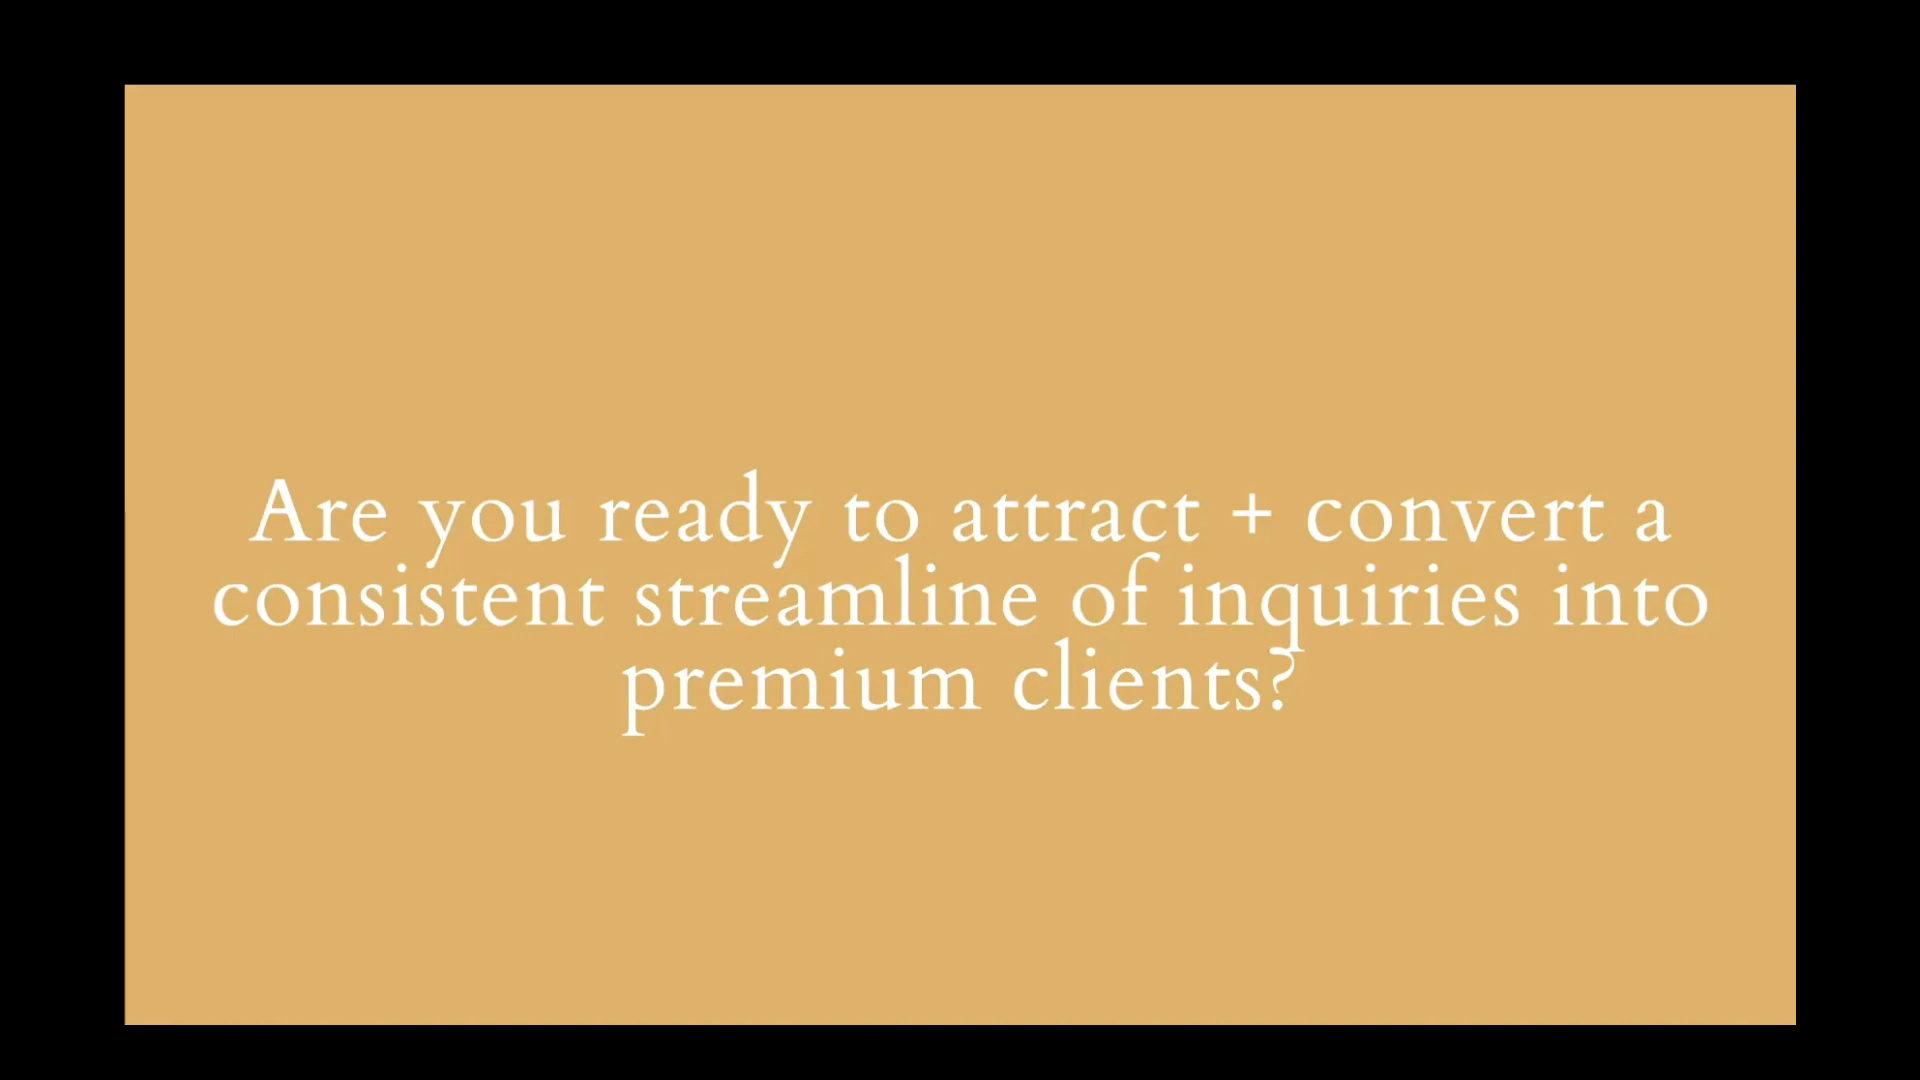 Are you ready to attract + convert a
consistent streamline of inquiries into
premium clients?